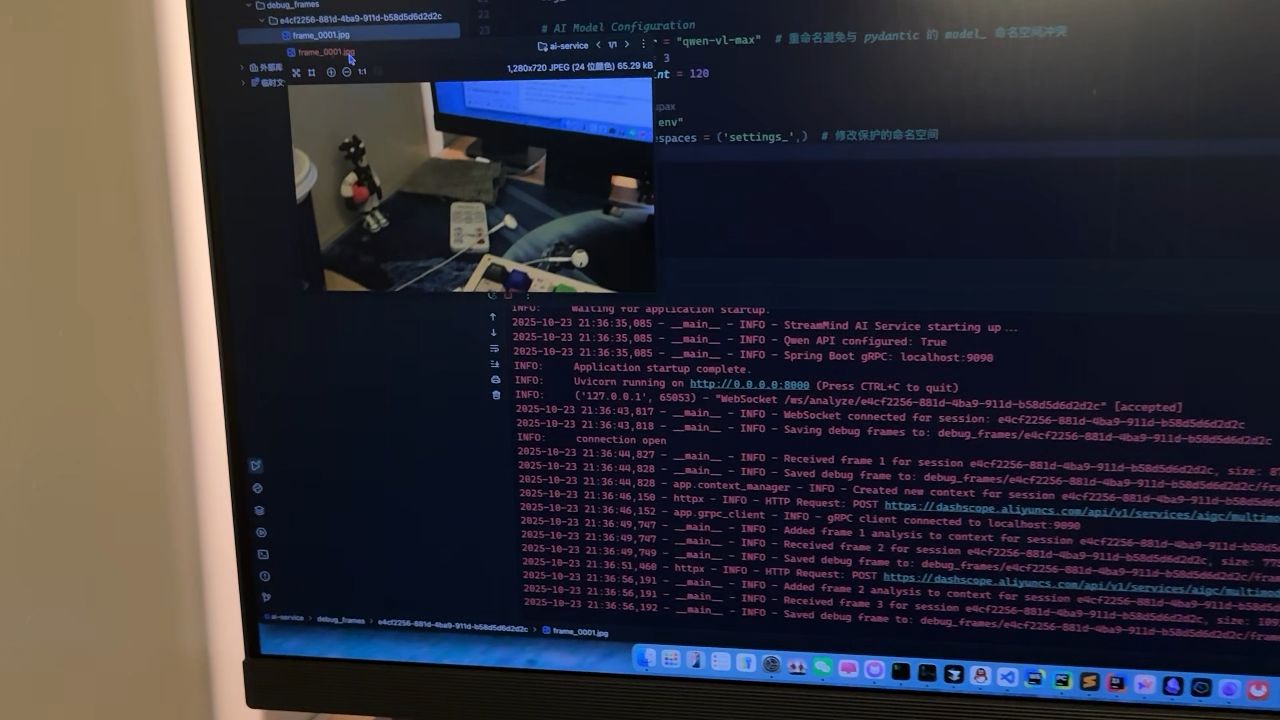 debug_frames
e4cf2256-881d-4ba9-911d-b58d5d6d2d2c
frame_0001.jpg
frame_0001.jpg
外部库
临时文
22
23
# AI Model Configuration
= "qwen-vl-max" # 重命名避免与 pydantic 的 model_ 命名空间冲突
3
nt = 120
env"
spaces = ('settings_',) # 修改保护的命名空间
ai-service 1/1
1:1
1,280x720 JPEG (24 位颜色) 65.29 kB
INFO: Waiting for application startup.
2025-10-23 21:36:35,085 - __main__ - INFO - StreamMind AI Service starting up...
2025-10-23 21:36:35,085 - __main__ - INFO - Qwen API configured: True
2025-10-23 21:36:35,085 - __main__ - INFO - Spring Boot gRPC: localhost:9090
INFO: Application startup complete.
INFO: Uvicorn running on http://0.0.0.0:8000 (Press CTRL+C to quit)
INFO: ('127.0.0.1', 65053) - "WebSocket /ws/analyze/e4cf2256-881d-4ba9-911d-b58d5d6d2d2c" [accepted]
2025-10-23 21:36:43,817 - __main__ - INFO - WebSocket connected for session: e4cf2256-881d-4ba9-911d-b58d5d6d2d2c
2025-10-23 21:36:43,818 - __main__ - INFO - Saving debug frames to: debug_frames/e4cf2256-881d-4ba9-911d-b58d5d6d2d2c
INFO: connection open
2025-10-23 21:36:44,827 - __main__ - INFO - Received frame 1 for session e4cf2256-881d-4ba9-911d-b58d5d6d2d2c, size:
2025-10-23 21:36:44,828 - __main__ - INFO - Saved debug frame to: debug_frames/e4cf2256-881d-4ba9-911d-b58d5d6d2d2c/fra
2025-10-23 21:36:44,828 - app.context_manager - INFO - Created new context for session e4cf2256-881d-4ba9-911d-b58d5d6d2d2c
2025-10-23 21:36:46,150 - httpx - INFO - HTTP Request: POST https://dashscope.aliyuncs.com/api/v1/services/aigc/multimo
2025-10-23 21:36:46,152 - app.grpc_client - INFO - gRPC client connected to localhost:9090
2025-10-23 21:36:49,747 - __main__ - INFO - Added frame 1 analysis to context for session e4cf2256-881d-4ba9-911d-b58d5d
2025-10-23 21:36:49,747 - __main__ - INFO - Received frame 2 for session e4cf2256-881d-4ba9-911d-b58d5d6d2d2c, size: 773
2025-10-23 21:36:49,749 - __main__ - INFO - Saved debug frame to: debug_frames/e4cf2256-881d-4ba9-911d-b58d5d6d2d2c/fram
2025-10-23 21:36:51,460 - httpx - INFO - HTTP Request: POST https://dashscope.aliyuncs.com/api/v1/services/aigc/multimod
2025-10-23 21:36:56,191 - __main__ - INFO - Added frame 2 analysis to context for session e4cf2256-881d-4ba9-911d-b58d5d6
2025-10-23 21:36:56,191 - __main__ - INFO - Received frame 3 for session e4cf2256-881d-4ba9-911d-b58d5d6d2d2c, size: 109
2025-10-23 21:36:56,192 - __main__ - INFO - Saved debug frame to: debug_frames/e4cf2256-881d-4ba9-911d-b58d5d6d2d2c/fram
ai-service > debug_frames > e4cf2256-881d-4ba9-911d-b58d5d6d2d2c > frame_0001.jpg